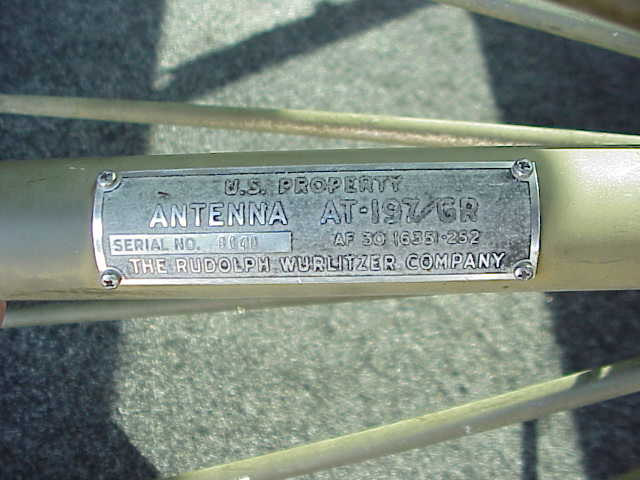 U.S. PROPERTY
ANTENNA AT-197/GR
SERIAL NO. AF 30 16351-252
THE RUDOLPH WURLITZER COMPANY